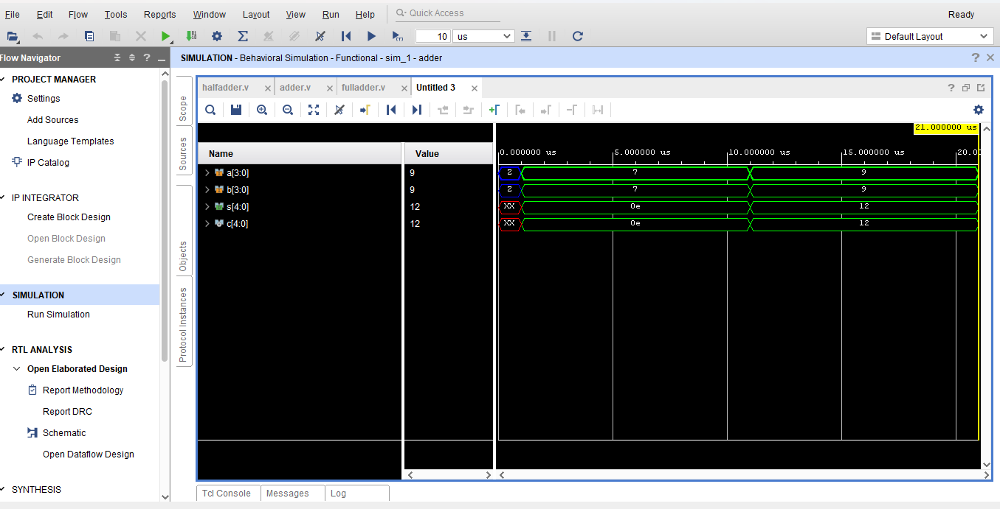 File Edit Flow Tools Reports Window Layout View Run Help Quick Access Ready
10 us Default Layout
Flow Navigator
PROJECT MANAGER
Settings
Add Sources
Language Templates
IP Catalog
IP INTEGRATOR
Create Block Design
Open Block Design
Generate Block Design
SIMULATION
Run Simulation
RTL ANALYSIS
Open Elaborated Design
Report Methodology
Report DRC
Schematic
Open Dataflow Design
SYNTHESIS
SIMULATION - Behavioral Simulation - Functional - sim_1 - adder
Scope
Sources
Objects
Protocol Instances
halfadder.v adder.v fulladder.v Untitled 3
21.000000 us
Name Value 0.000000 us 5.000000 us 10.000000 us 15.000000 us 20.0
a[3:0] 9 Z 7 9
b[3:0] 9 Z 7 9
s[4:0] 12 XX 0e 12
c[4:0] 12 XX 0e 12
Tcl Console Messages Log